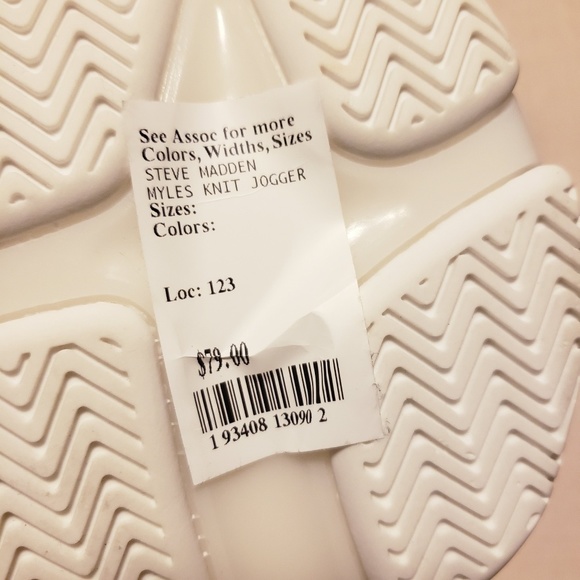 See Assoc for more
Colors, Widths, Sizes
STEVE MADDEN
MYLES KNIT JOGGER
Sizes:
Colors:
Loc: 123
$79.00
1 93408 13090 2